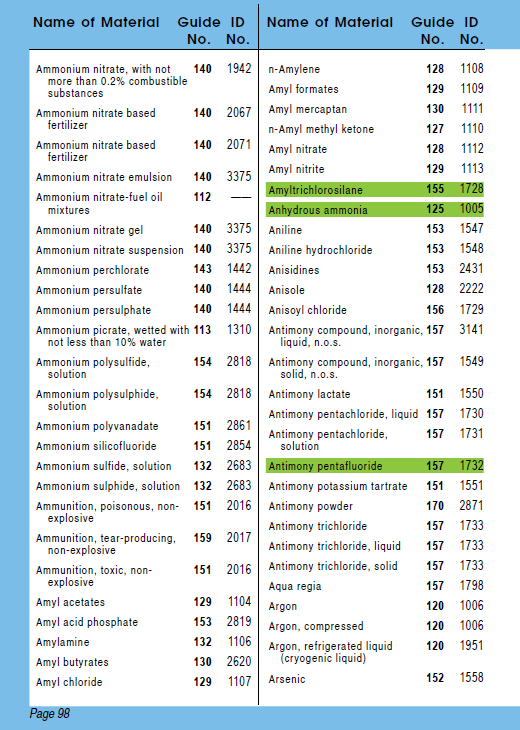 Name of Material Guide ID
No. No.
Ammonium nitrate, with not 140 1942
more than 0.2% combustible
substances
Ammonium nitrate based 140 2067
fertilizer
Ammonium nitrate based 140 2071
fertilizer
Ammonium nitrate emulsion 140 3375
Ammonium nitrate-fuel oil 112 ——
mixtures
Ammonium nitrate gel 140 3375
Ammonium nitrate suspension 140 3375
Ammonium perchlorate 143 1442
Ammonium persulfate 140 1444
Ammonium persulphate 140 1444
Ammonium picrate, wetted with 113 1310
not less than 10% water
Ammonium polysulfide, 154 2818
solution
Ammonium polysulphide, 154 2818
solution
Ammonium polyvanadate 151 2861
Ammonium silicofluoride 151 2854
Ammonium sulfide, solution 132 2683
Ammonium sulphide, solution 132 2683
Ammunition, poisonous, non- 151 2016
explosive
Ammunition, tear-producing, 159 2017
non-explosive
Ammunition, toxic, non- 151 2016
explosive
Amyl acetates 129 1104
Amyl acid phosphate 153 2819
Amylamine 132 1106
Amyl butyrates 130 2620
Amyl chloride 129 1107
Name of Material Guide ID
No. No.
n-Amylene 128 1108
Amyl formates 129 1109
Amyl mercaptan 130 1111
n-Amyl methyl ketone 127 1110
Amyl nitrate 128 1112
Amyl nitrite 129 1113
Amyltrichlorosilane 155 1728
Anhydrous ammonia 125 1005
Aniline 153 1547
Aniline hydrochloride 153 1548
Anisidines 153 2431
Anisole 128 2222
Anisoyl chloride 156 1729
Antimony compound, inorganic, 157 3141
liquid, n.o.s.
Antimony compound, inorganic, 157 1549
solid, n.o.s.
Antimony lactate 151 1550
Antimony pentachloride, liquid 157 1730
Antimony pentachloride, 157 1731
solution
Antimony pentafluoride 157 1732
Antimony potassium tartrate 151 1551
Antimony powder 170 2871
Antimony trichloride 157 1733
Antimony trichloride, liquid 157 1733
Antimony trichloride, solid 157 1733
Aqua regia 157 1798
Argon 120 1006
Argon, compressed 120 1006
Argon, refrigerated liquid 120 1951
(cryogenic liquid)
Arsenic 152 1558
Page 98